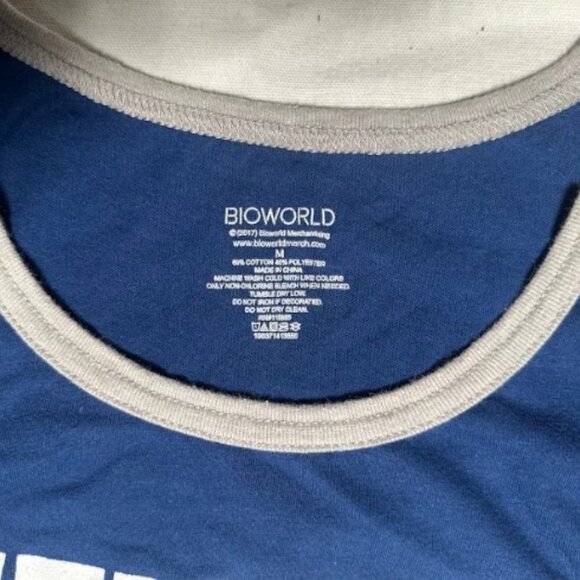 BIOWORLD
©(2017) Bioworld Merchandising
www.bioworldmerch.com
M
60% COTTON 40% POLYESTER
MADE IN CHINA
MACHINE WASH COLD WITH LIKE COLORS
ONLY NON-CHLORINE BLEACH WHEN NEEDED.
TUMBLE DRY LOW.
DO NOT IRON IF DECORATED.
DO NOT DRY CLEAN.